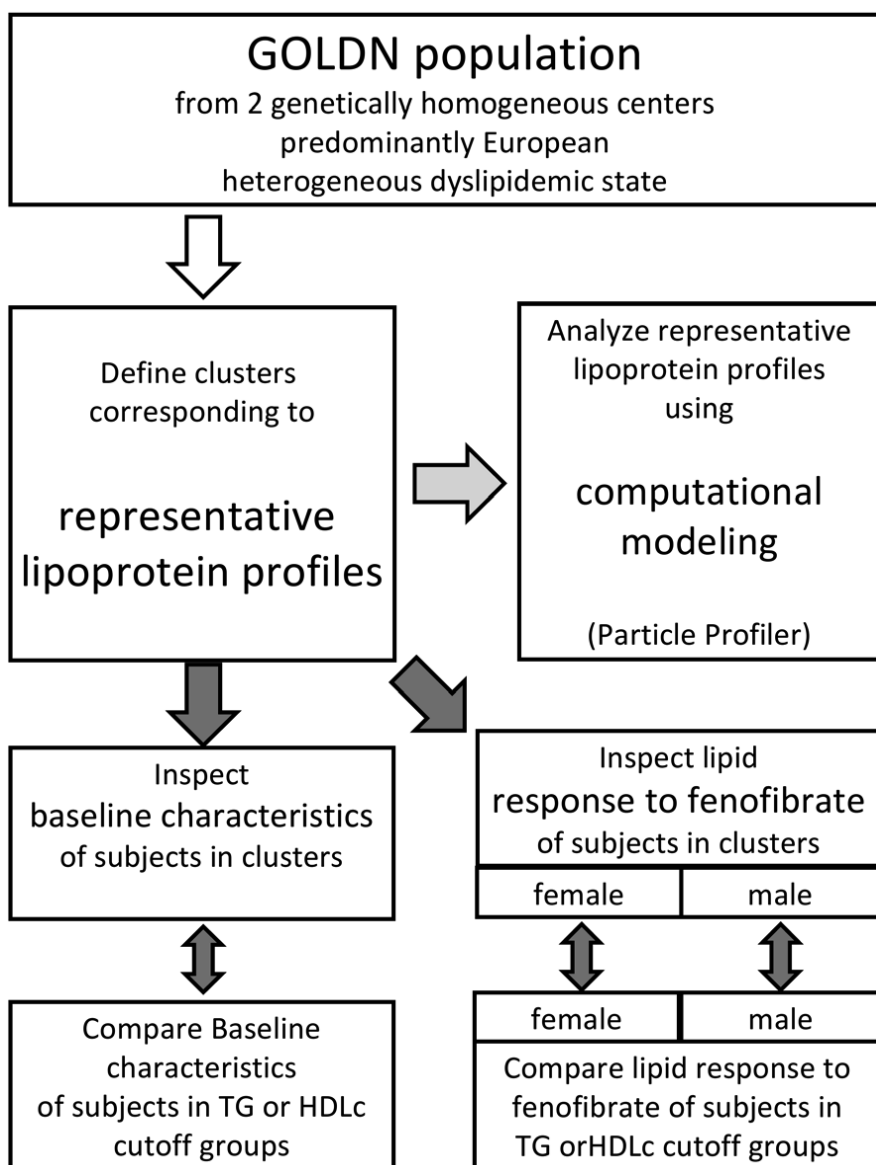 GOLDN population
from 2 genetically homogeneous centers
predominantly European
heterogeneous dyslipidemic state
Define clusters
corresponding to
representative
lipoprotein profiles
Analyze representative
lipoprotein profiles
using
computational
modeling
(Particle Profiler)
Inspect
baseline characteristics
of subjects in clusters
Inspect lipid
response to fenofibrate
of subjects in clusters
female
male
Compare Baseline
characteristics
of subjects in TG or HDLc
cutoff groups
female
male
Compare lipid response to
fenofibrate of subjects in
TG orHDLc cutoff groups